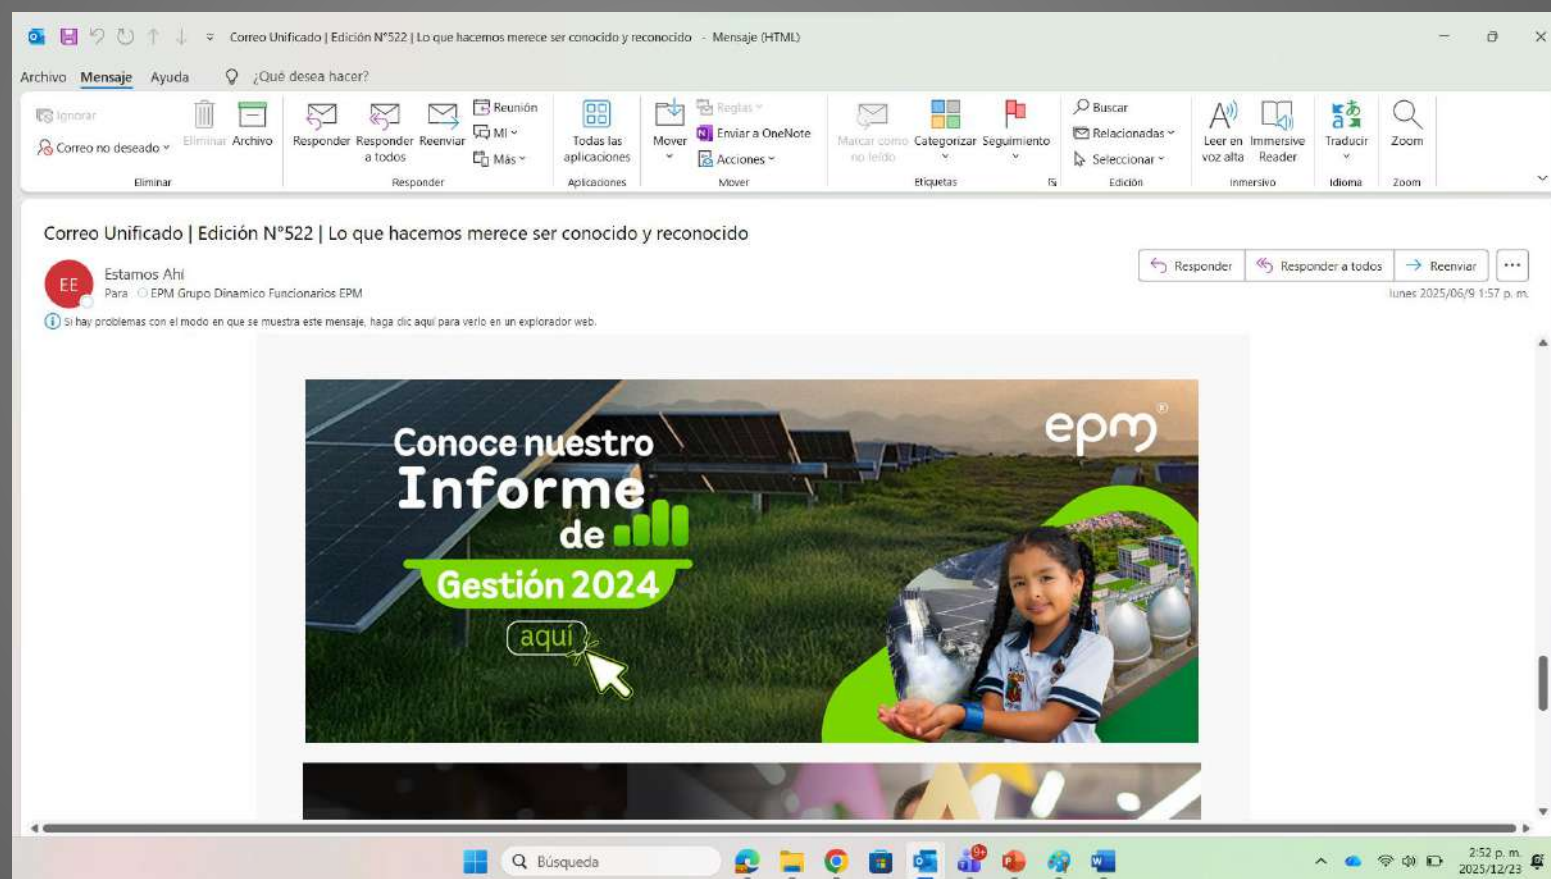 Correo Unificado | Edición N°522 | Lo que hacemos merece ser conocido y reconocido - Mensaje (HTML)
Archivo Mensaje Ayuda ¿Qué desea hacer?
Ignorar
Correo no deseado
Eliminar
Archivo
Eliminar
Responder
Responder a todos
Reenviar
Reunión
MI
Más
Responder
Todas las aplicaciones
Aplicaciones
Mover
Reglas
Enviar a OneNote
Acciones
Mover
Marcar como no leído
Categorizar
Seguimiento
Etiquetas
Buscar
Relacionadas
Seleccionar
Edición
Leer en voz alta
Immersive Reader
Inmersivo
Traducir
Idioma
Zoom
Zoom
Correo Unificado | Edición N°522 | Lo que hacemos merece ser conocido y reconocido
EE
Estamos Ahí
Para EPM Grupo Dinamico Funcionarios EPM
Responder
Responder a todos
Reenviar
lunes 2025/06/9 1:57 p. m.
Si hay problemas con el modo en que se muestra este mensaje, haga clic aquí para verlo en un explorador web.
Conoce nuestro
Informe
de
Gestión 2024
aquí
epm®
Búsqueda
9+
2:52 p. m.
2025/12/23